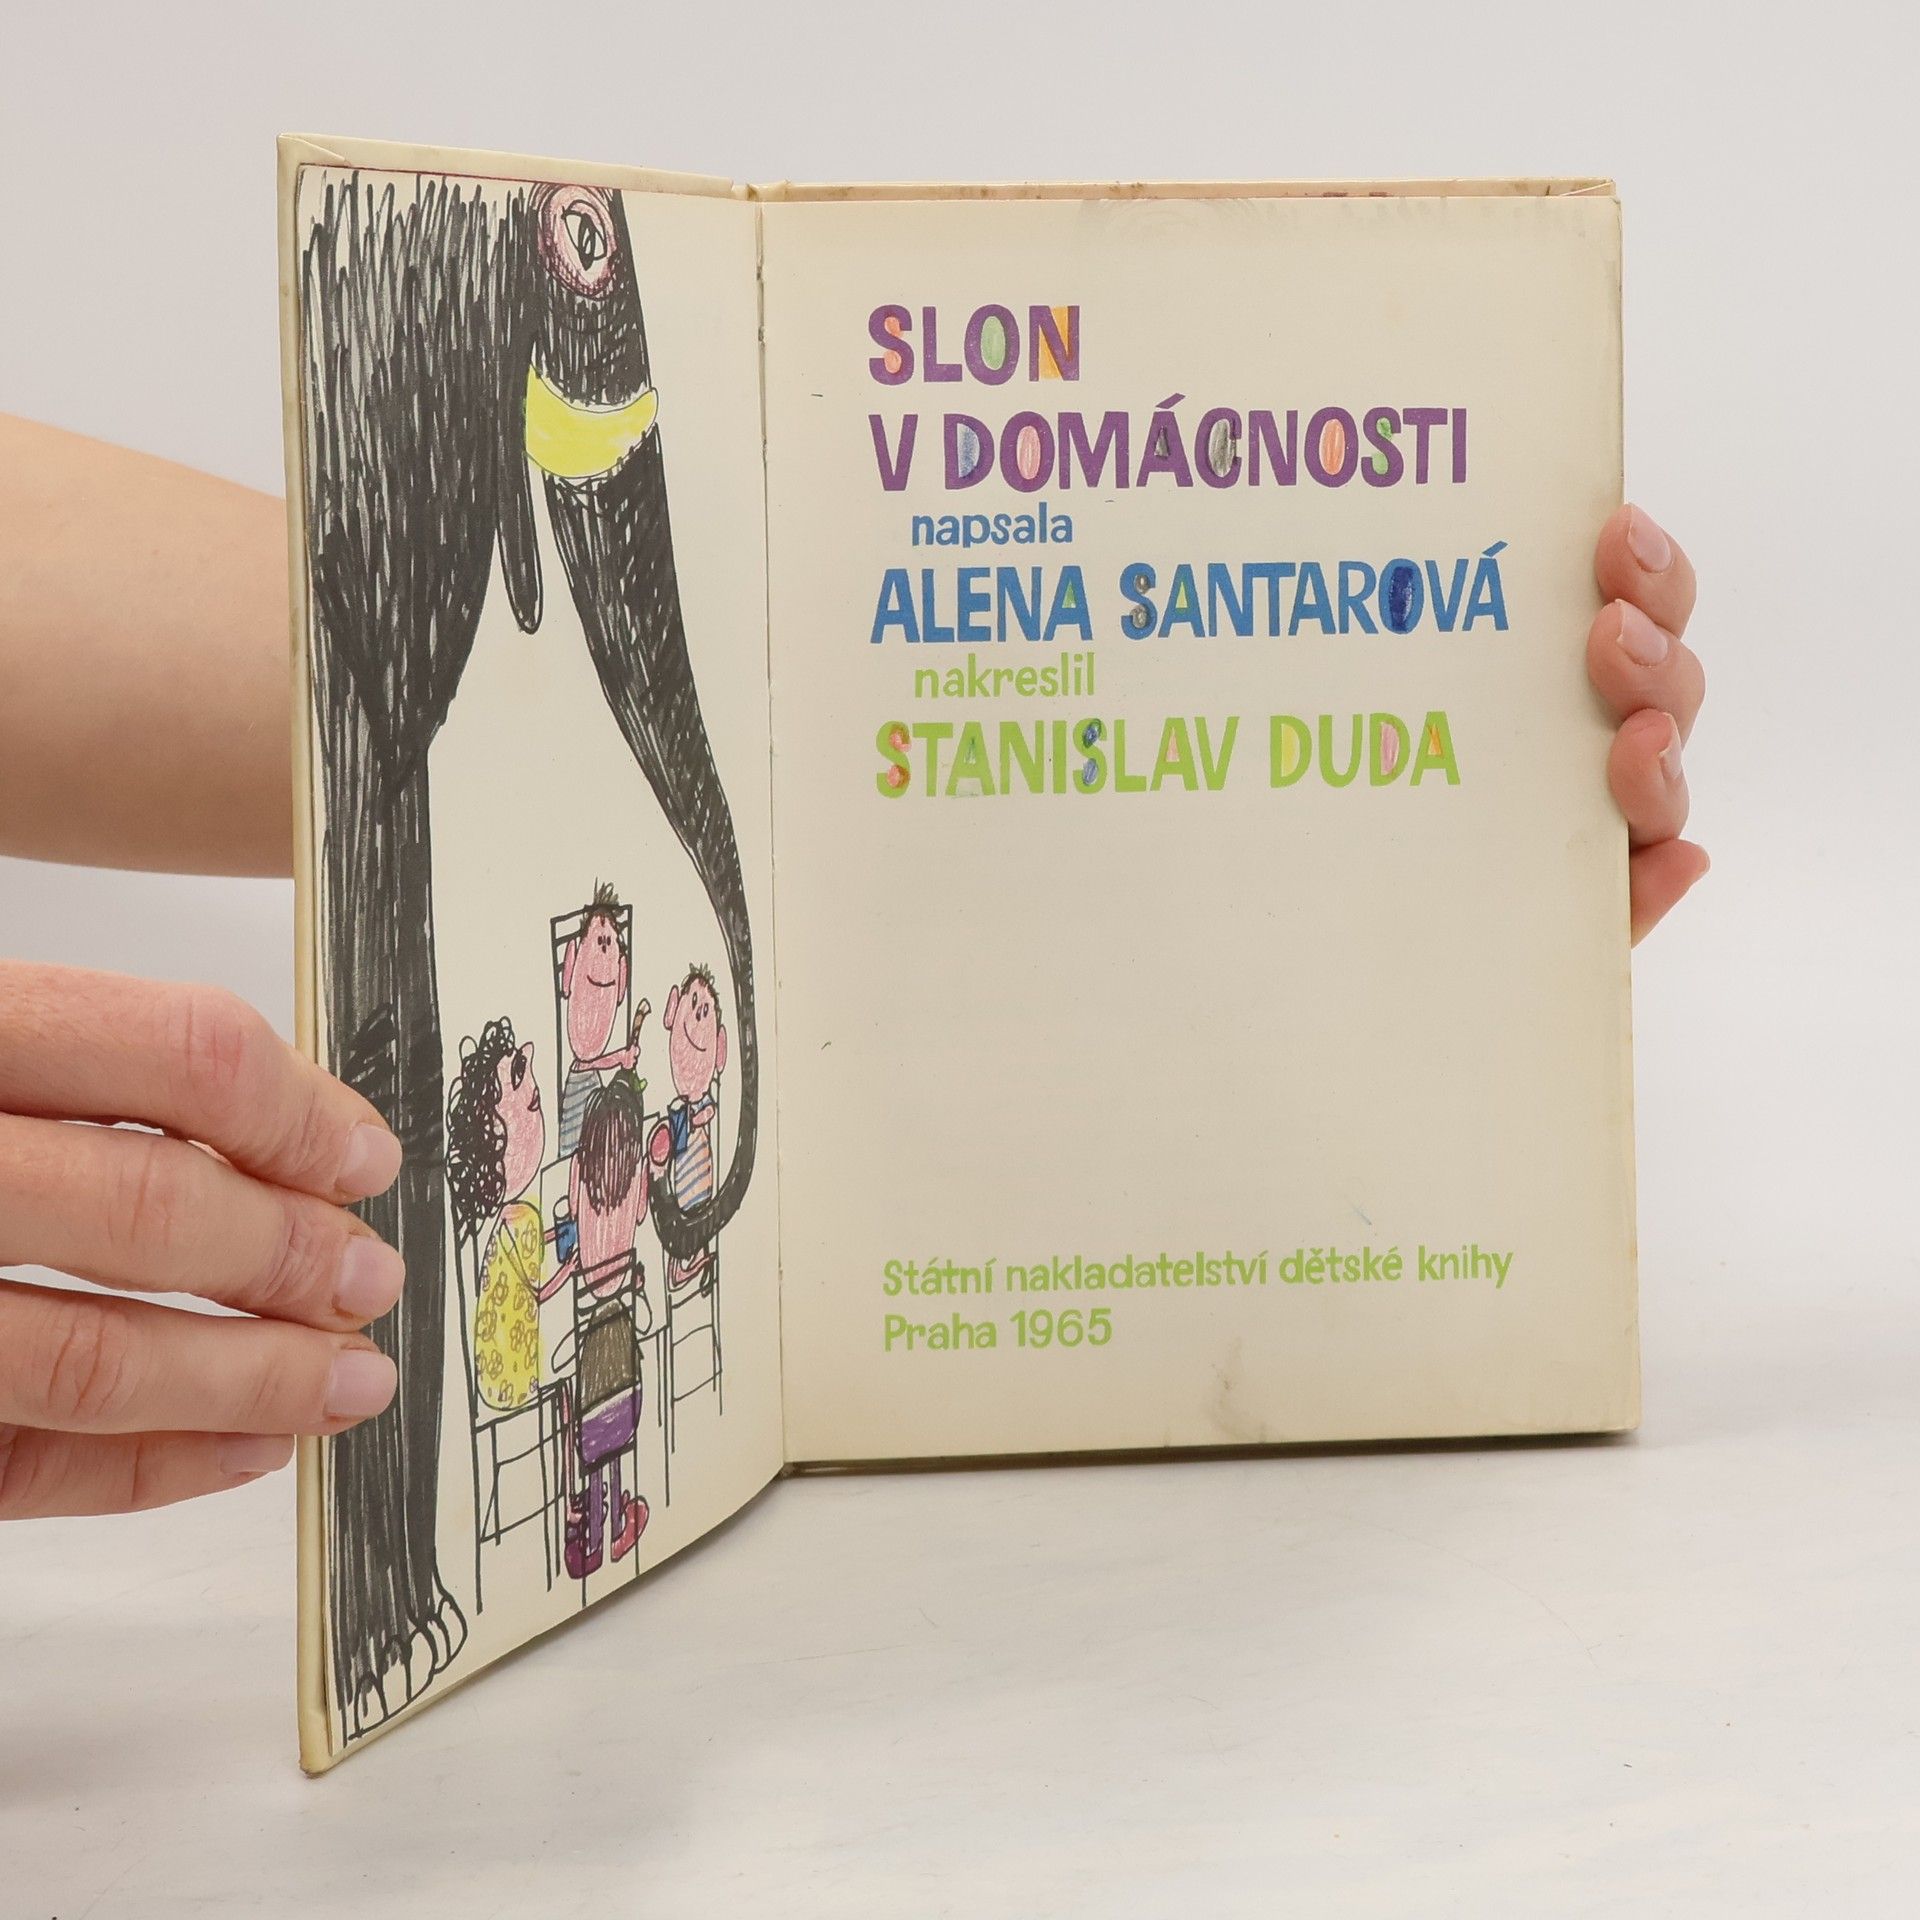 SLON
V DOMÁCNOSTI
napsala
ALENA SANTAROVÁ
nakreslil
STANISLAV DUDA
Státní nakladatelství dětské knihy
Praha 1965